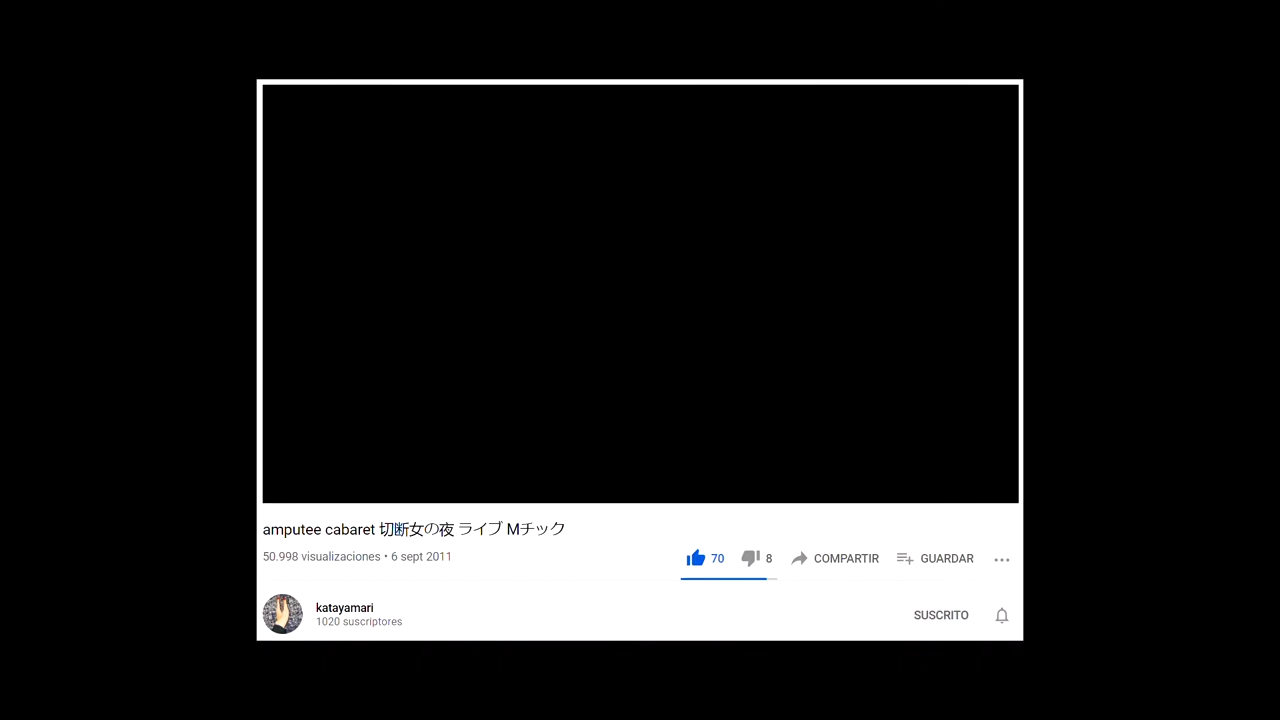 amputee cabaret 切断女の夜 ライブ Mチック
50.998 visualizaciones • 6 sept 2011
70 8 COMPARTIR GUARDAR
katayamari
1020 suscriptores
SUSCRITO